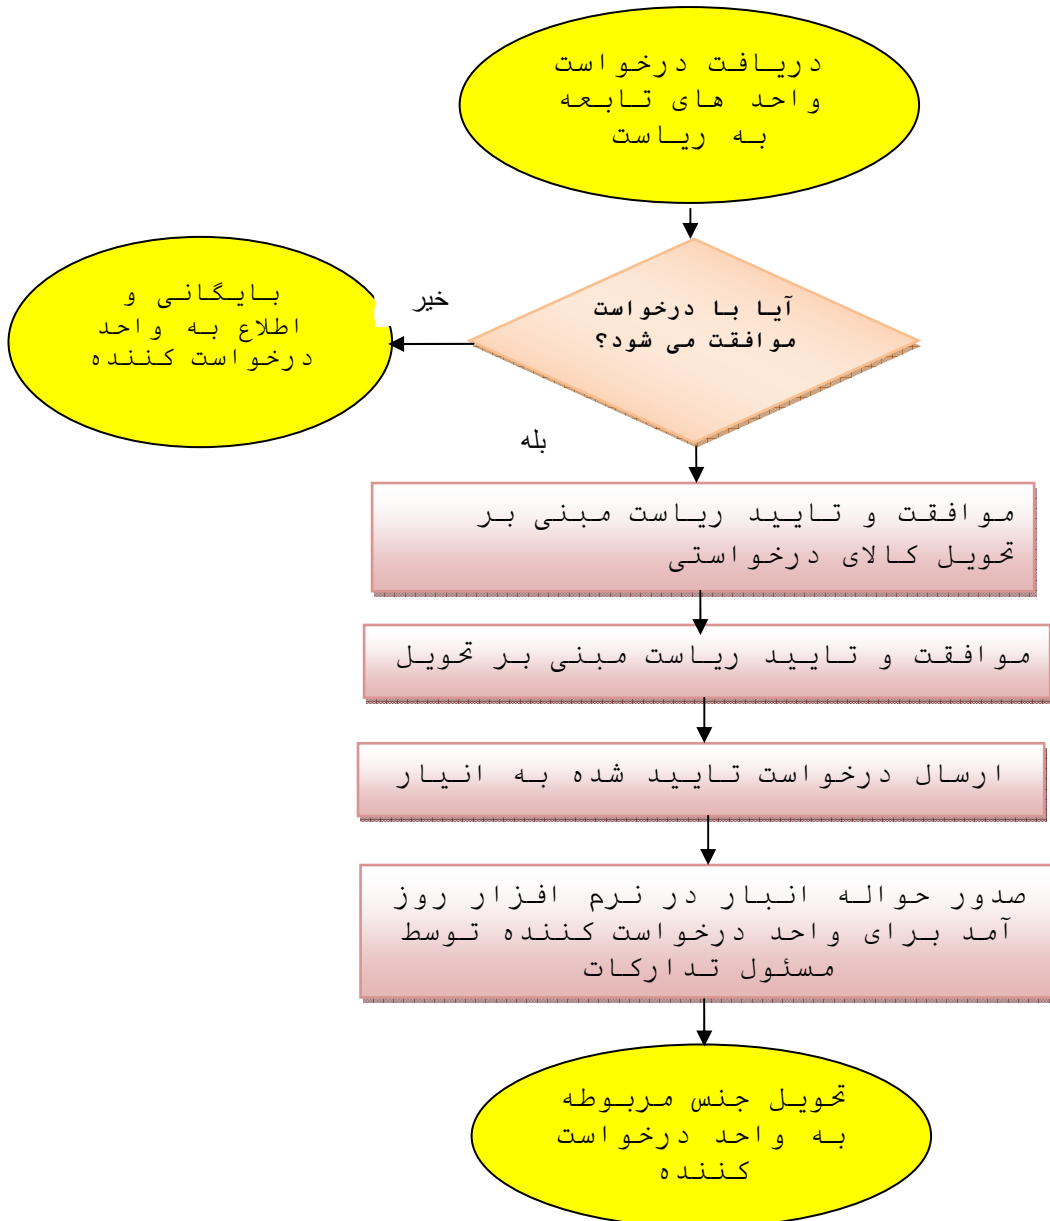 دریافت درخواست
واحد های تابعه
به ریاست
آیا با درخواست
موافقت می شود؟
خیر
بایگانی و
اطلاع به واحد
درخواست کننده
بله
موافقت و تایید ریاست مبنی بر
تحویل کالای درخواستی
موافقت و تایید ریاست مبنی بر تحویل
ارسال درخواست تایید شده به انیار
صدور حواله انبار در نرم افزار روز
آمد برای واحد درخواست کننده توسط
مسئول تدارکات
تحویل جنس مربوطه
به واحد درخواست
کننده